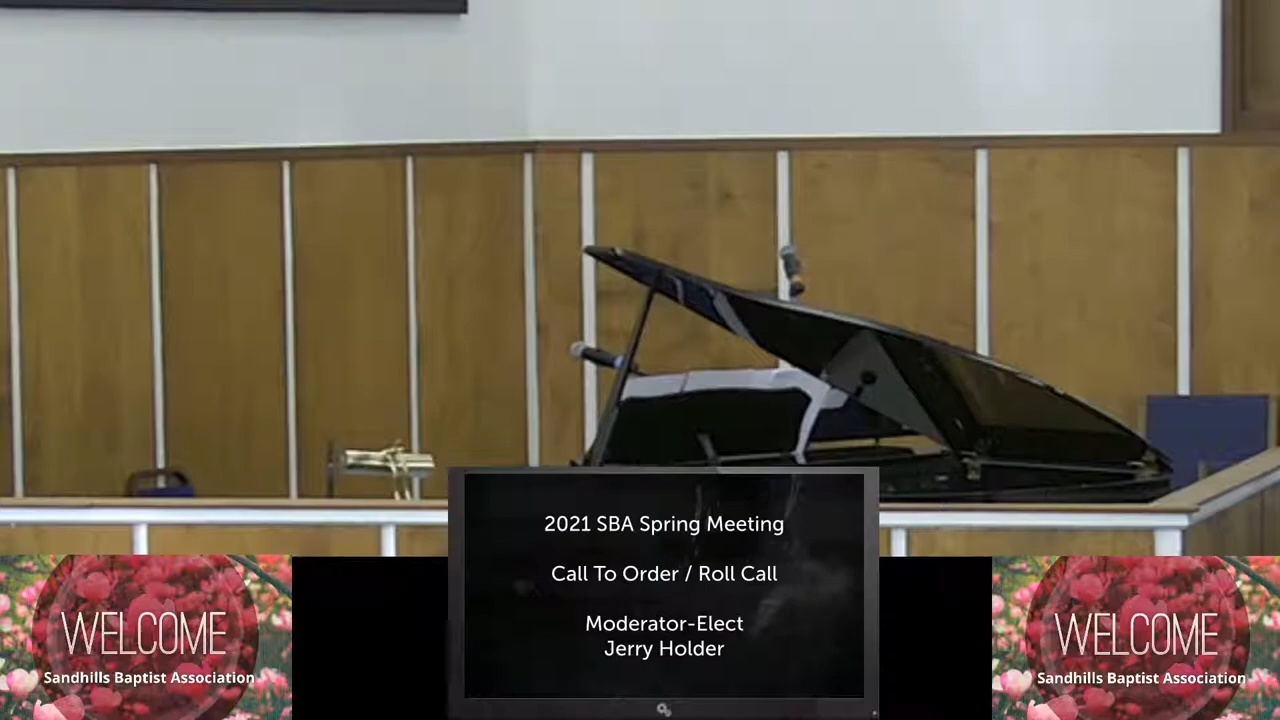 2021 SBA Spring Meeting
Call To Order / Roll Call
Moderator-Elect
Jerry Holder
WELCOME
Sandhills Baptist Association
WELCOME
Sandhills Baptist Association